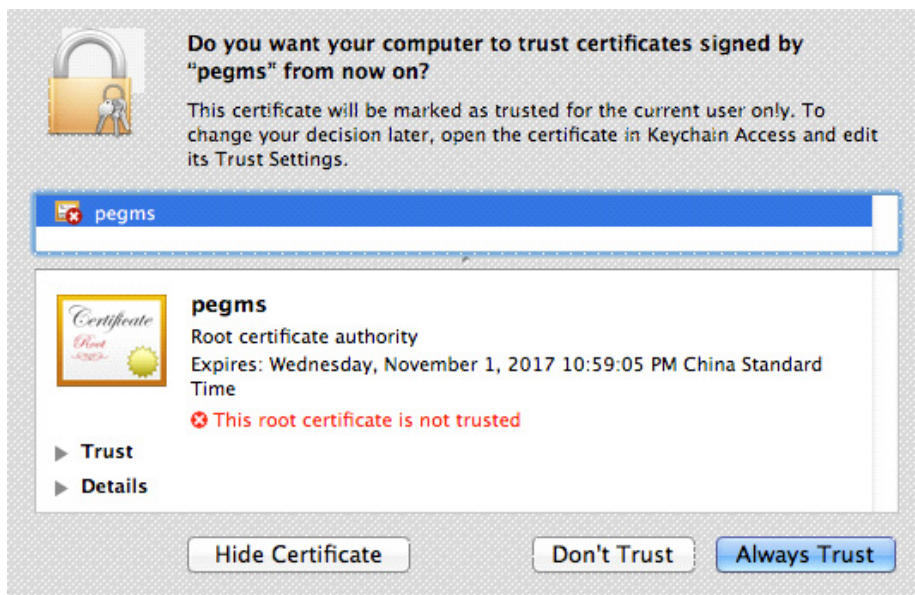 Do you want your computer to trust certificates signed by
“pegms” from now on?
This certificate will be marked as trusted for the current user only. To
change your decision later, open the certificate in Keychain Access and edit
its Trust Settings.
pegms
Certificate
Root
pegms
Root certificate authority
Expires: Wednesday, November 1, 2017 10:59:05 PM China Standard
Time
This root certificate is not trusted
Trust
Details
Hide Certificate
Don't Trust
Always Trust